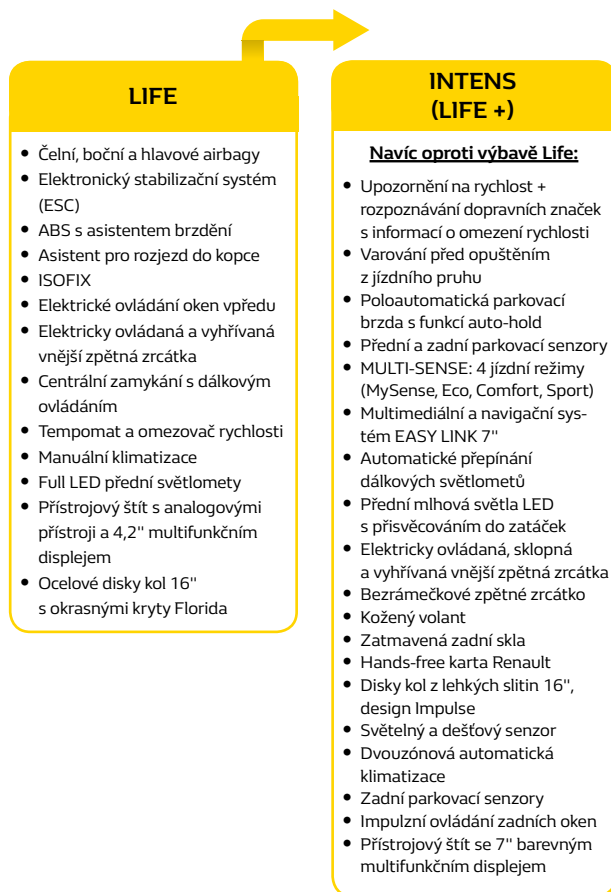 LIFE
• Čelní, boční a hlavové airbagy
• Elektronický stabilizační systém
(ESC)
• ABS s asistentem brzdění
• Asistent pro rozjezd do kopce
• ISOFIX
• Elektrické ovládání oken vpředu
• Elektricky ovládaná a vyhřívaná
vnější zpětná zrcátka
• Centrální zamykání s dálkovým
ovládáním
• Tempomat a omezovač rychlosti
• Manuální klimatizace
• Full LED přední světlomety
• Přístrojový štít s analogovými
přístroji a 4,2" multifunkčním
displejem
• Ocelové disky kol 16"
s okrasnými kryty Florida
INTENS
(LIFE +)
Navíc oproti výbavě Life:
• Upozornění na rychlost +
rozpoznávání dopravních značek
s informací o omezení rychlosti
• Varování před opuštěním
z jízdního pruhu
• Poloautomatická parkovací
brzda s funkcí auto-hold
• Přední a zadní parkovací senzory
• MULTI-SENSE: 4 jízdní režimy
(MySense, Eco, Comfort, Sport)
• Multimediální a navigační sys-
tém EASY LINK 7"
• Automatické přepínání
dálkových světlometů
• Přední mlhová světla LED
s přisvěcováním do zatáček
• Elektricky ovládaná, sklopná
a vyhřívaná vnější zpětná zrcátka
• Bezrámečkové zpětné zrcátko
• Kožený volant
• Zatmavená zadní skla
• Hands-free karta Renault
• Disky kol z lehkých slitin 16",
design Impulse
• Světelný a dešťový senzor
• Dvouzónová automatická
klimatizace
• Zadní parkovací senzory
• Impulzní ovládání zadních oken
• Přístrojový štít se 7" barevným
multifunkčním displejem